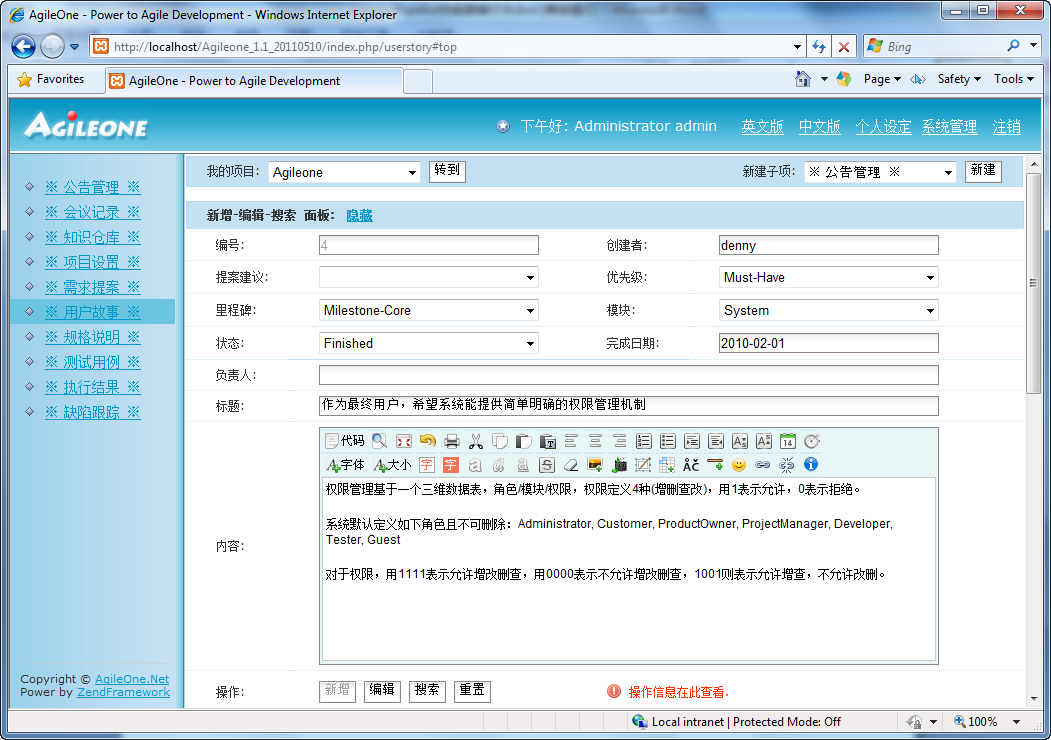 AgileOne - Power to Agile Development - Windows Internet Explorer
http://localhost/Agileone_1.1_20110510/index.php/userstory#top
Bing
Favorites
AgileOne - Power to Agile Development
Page
Safety
Tools
AGILEONE
下午好: Administrator admin
英文版 中文版 个人设定 系统管理 注销
※ 公告管理 ※
※ 会议记录 ※
※ 知识仓库 ※
※ 项目设置 ※
※ 需求提案 ※
※ 用户故事 ※
※ 规格说明 ※
※ 测试用例 ※
※ 执行结果 ※
※ 缺陷跟踪 ※
Copyright © AgileOne.Net
Power by ZendFramework
我的项目: Agileone 转到 新建子项: ※ 公告管理 ※ 新建
新增-编辑-搜索 面板: 隐藏
编号: 4 创建者: denny
提案建议: 优先级: Must-Have
里程碑: Milestone-Core 模块: System
状态: Finished 完成日期: 2010-02-01
负责人:
标题: 作为最终用户，希望系统能提供简单明确的权限管理机制
代码
14
字体 大小 字 字
内容:
权限管理基于一个三维数据表，角色/模块/权限，权限定义4种(增删查改)，用1表示允许，0表示拒绝。
系统默认定义如下角色且不可删除：Administrator, Customer, ProductOwner, ProjectManager, Developer,
Tester, Guest
对于权限，用1111表示允许增改删查，用0000表示不允许增改删查，1001则表示允许增查，不允许改删。
操作: 新增 编辑 搜索 重置 操作信息在此查看.
Local intranet | Protected Mode: Off
100%